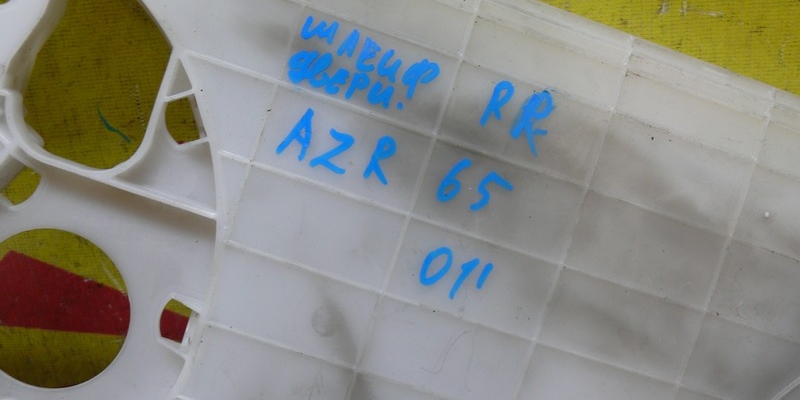 шлейф RR
двери.
AZR 65
011